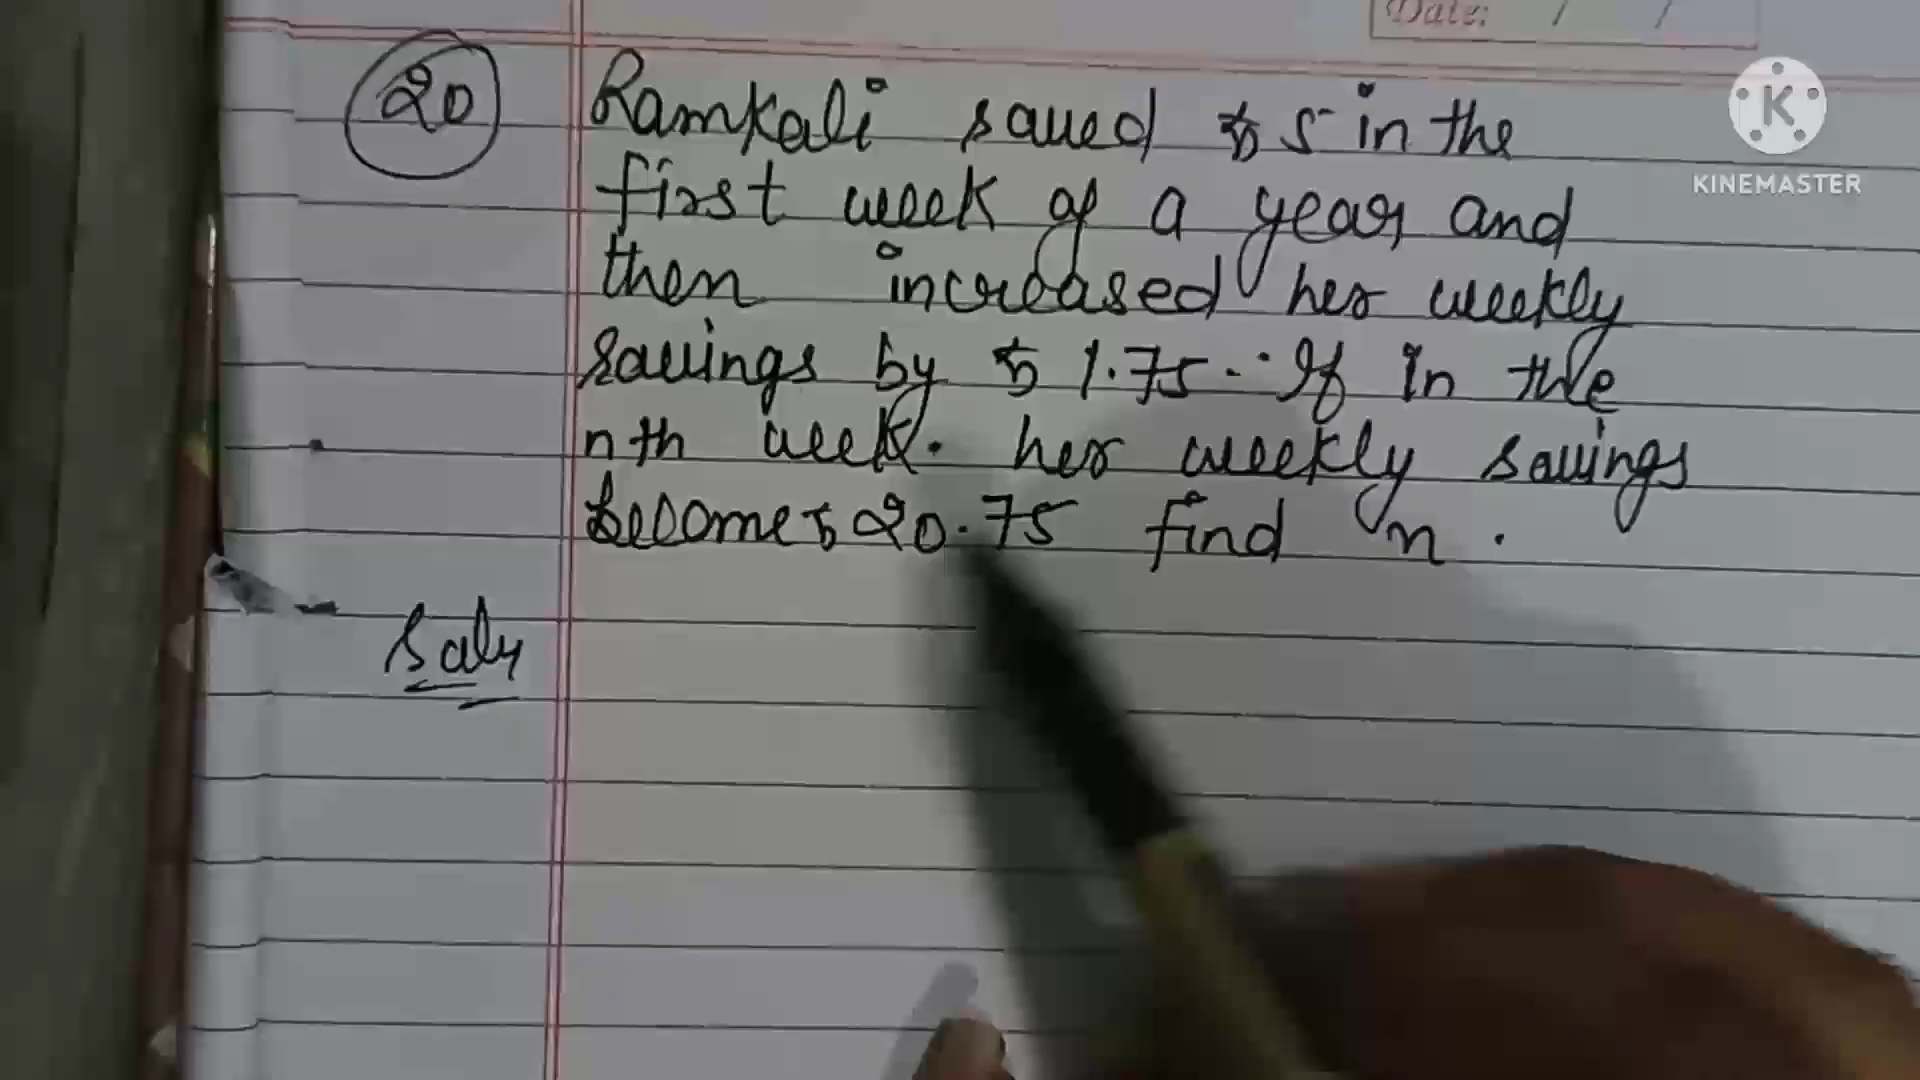 Date: / /
20 Ramkali saved ₹ 5 in the
first week of a year and
then increased her weekly
savings by ₹ 1.75. If in the
nth week. her weekly savings
become ₹ 20.75 find n .
Soln
K
KINEMASTER